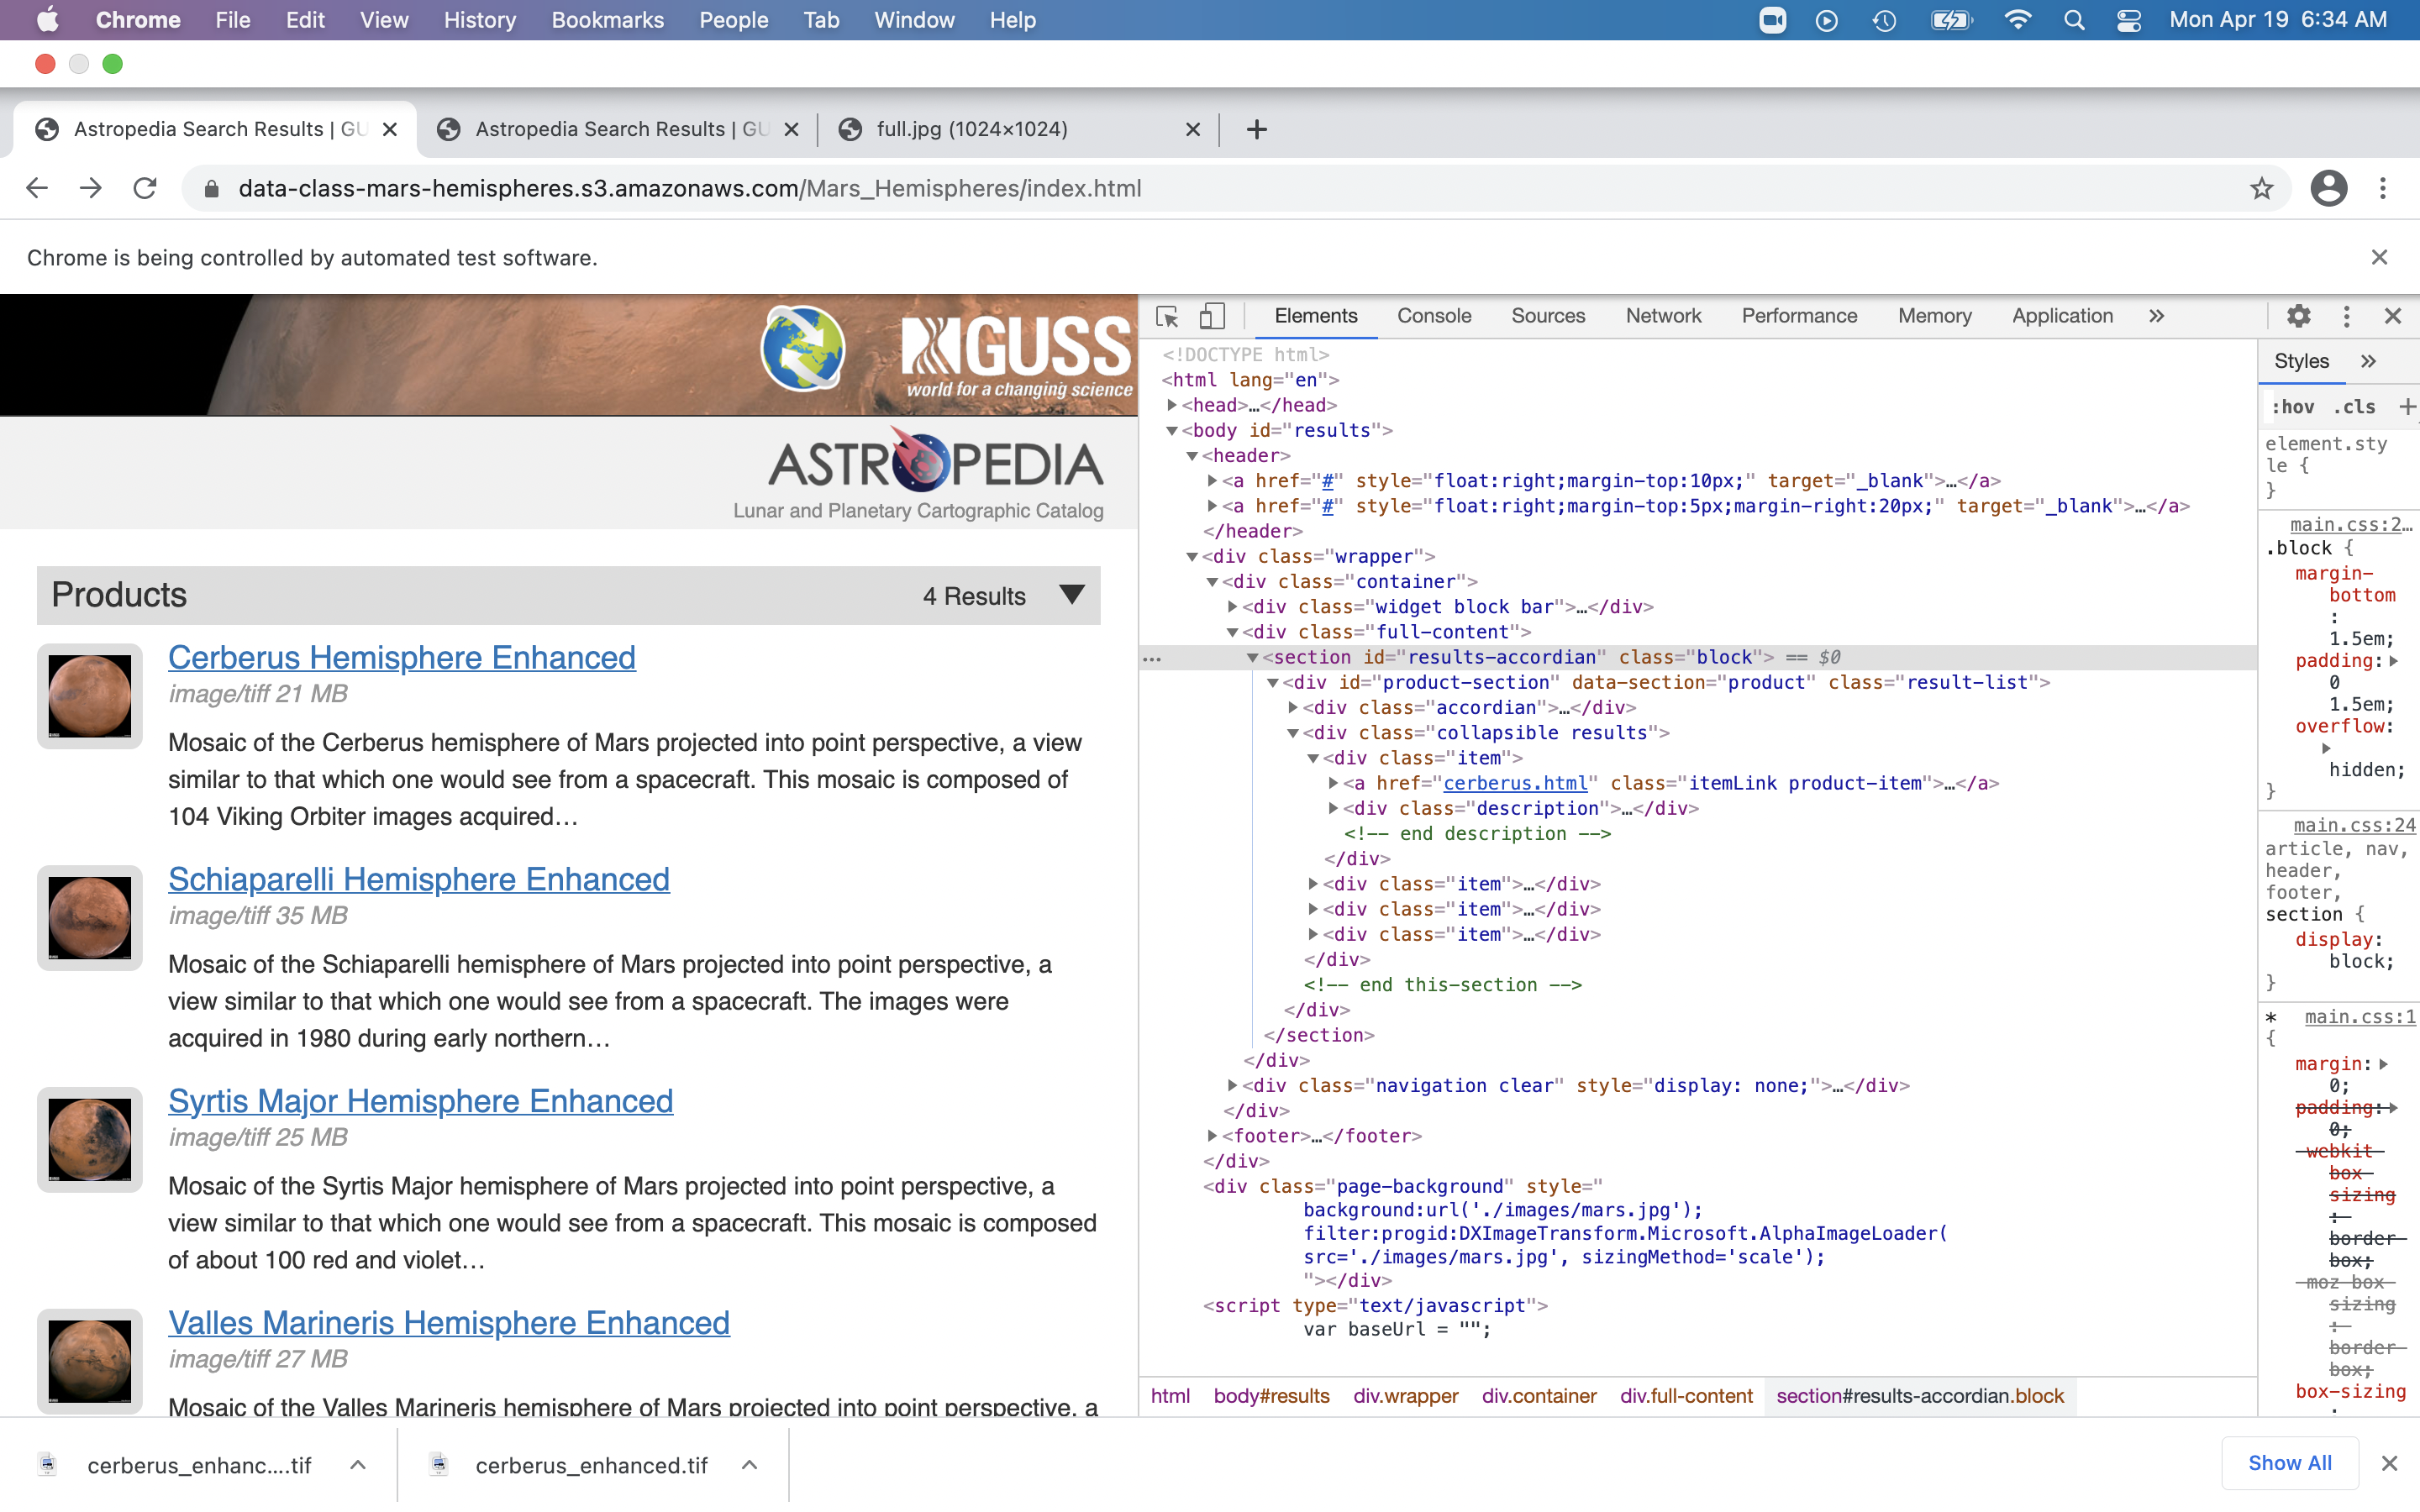 Chrome File Edit View History Bookmarks People Tab Window Help Mon Apr 19 6:34 AM
Astropedia Search Results | GU Astropedia Search Results | GU full.jpg (1024×1024)
data-class-mars-hemispheres.s3.amazonaws.com/Mars_Hemispheres/index.html
Chrome is being controlled by automated test software.
GUSS
world for a changing science
ASTROPEDIA
Lunar and Planetary Cartographic Catalog
Products 4 Results
Cerberus Hemisphere Enhanced
image/tiff 21 MB
Mosaic of the Cerberus hemisphere of Mars projected into point perspective, a view
similar to that which one would see from a spacecraft. This mosaic is composed of
104 Viking Orbiter images acquired…
Schiaparelli Hemisphere Enhanced
image/tiff 35 MB
Mosaic of the Schiaparelli hemisphere of Mars projected into point perspective, a
view similar to that which one would see from a spacecraft. The images were
acquired in 1980 during early northern…
Syrtis Major Hemisphere Enhanced
image/tiff 25 MB
Mosaic of the Syrtis Major hemisphere of Mars projected into point perspective, a
view similar to that which one would see from a spacecraft. This mosaic is composed
of about 100 red and violet…
Valles Marineris Hemisphere Enhanced
image/tiff 27 MB
Mosaic of the Valles Marineris hemisphere of Mars projected into point perspective, a
Elements Console Sources Network Performance Memory Application »
<!DOCTYPE html>
<html lang="en">
<head>…</head>
<body id="results">
<header>
<a href="#" style="float:right;margin-top:10px;" target="_blank">…</a>
<a href="#" style="float:right;margin-top:5px;margin-right:20px;" target="_blank">…</a>
</header>
<div class="wrapper">
<div class="container">
<div class="widget block bar">…</div>
<div class="full-content">
… <section id="results-accordian" class="block"> == $0
<div id="product-section" data-section="product" class="result-list">
<div class="accordian">…</div>
<div class="collapsible results">
<div class="item">
<a href="cerberus.html" class="itemLink product-item">…</a>
<div class="description">…</div>
<!-- end description -->
</div>
<div class="item">…</div>
<div class="item">…</div>
<div class="item">…</div>
</div>
<!-- end this-section -->
</div>
</section>
</div>
<div class="navigation clear" style="display: none;">…</div>
</div>
<footer>…</footer>
</div>
<div class="page-background" style="
background:url('./images/mars.jpg');
filter:progid:DXImageTransform.Microsoft.AlphaImageLoader(
src='./images/mars.jpg', sizingMethod='scale');
"></div>
<script type="text/javascript">
var baseUrl = "";
html body#results div.wrapper div.container div.full-content section#results-accordian.block
Styles »
:hov .cls +
element.sty
le {
}
main.css:2…
.block {
margin-
bottom
:
1.5em;
padding:
0
1.5em;
overflow:
hidden;
}
main.css:24
article, nav,
header,
footer,
section {
display:
block;
}
* main.css:1
{
margin:
0;
padding:
0;
-webkit-
box-
sizing
:
border-
box;
-moz-box-
sizing
:
border-
box;
box-sizing
:
cerberus_enhanc....tif cerberus_enhanced.tif Show All